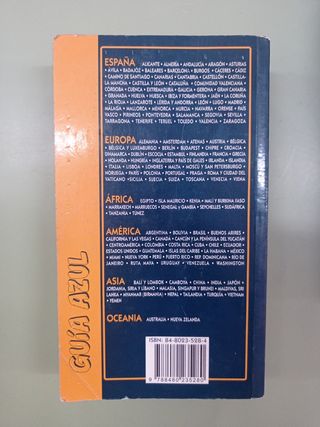 ESPAÑA ALICANTE • ALMERÍA • ANDALUCÍA • ARAGÓN • ASTURIAS
• ÁVILA • BADAJOZ • BALEARES • BARCELONA • BURGOS • CÁCERES • CÁDIZ
• CAMINO DE SANTIAGO • CANARIAS • CANTABRIA • CASTELLÓN • CASTILLA-
LA MANCHA • CASTILLA Y LEÓN • CATALUÑA • COMUNIDAD VALENCIANA
• CÓRDOBA • CUENCA • EXTREMADURA • GALICIA • GERONA • GRAN CANARIA
• GRANADA • HUELVA • HUESCA • IBIZA Y FORMENTERA • JAÉN • LA CORUÑA
• LA RIOJA • LANZAROTE • LÉRIDA Y ANDORRA • LEÓN • LUGO • MADRID
• MÁLAGA • MALLORCA • MENORCA • MURCIA • NAVARRA • ORENSE • PAIS
VASCO • PIRINEOS • PONTEVEDRA • SALAMANCA • SEGOVIA • SEVILLA
• TARRAGONA • TENERIFE • TERUEL • TOLEDO • VALENCIA • ZARAGOZA
EUROPA ALEMANIA • AMSTERDAM • ATENAS • AUSTRIA • BÉLGICA
• BÉLGICA Y LUXEMBURGO • BERLÍN • BUDAPEST • CHIPRE • CROACIA
• DINAMARCA • DUBLÍN • ESCOCIA • ESTAMBUL • FINLANDIA • FRANCIA • GRECIA
HOLANDA • HUNGRÍA • INGLATERRA Y PAÍS DE GALES • IRLANDA • ISLANDIA
• ITALIA • LISBOA • LONDRES • MALTA • MOSCÚ Y SAN PETERSBURGO
• NORUEGA • PARÍS • POLONIA • PORTUGAL • PRAGA • ROMA Y CIUDAD DEL
VATICANO • SICILIA • SUECIA • SUIZA • TOSCANA • VENECIA • VIENA
ÁFRICA EGIPTO • ISLA MAURICIO • KENIA • MALÍ Y BURKINA FASO
• MARRAKECH • MARRUECOS • SENEGAL Y GAMBIA • SEYCHELLES • SUDÁFRICA
• TANZANIA • TÚNEZ
AMÉRICA ARGENTINA • BOLIVIA • BRASIL • BUENOS AIRES •
CALIFORNIA Y LAS VEGAS • CANADÁ • CANCÚN Y LA PENÍNSULA DEL YUCATÁN
• CENTROAMÉRICA • COLOMBIA • COSTA RICA • CUBA • CHILE • ECUADOR •
ESTADOS UNIDOS • GUATEMALA • ISLAS DEL CARIBE • LA HABANA • MÉXICO
• MIAMI • NUEVA YORK • PERÚ • PUERTO RICO • REP. DOMINICANA • RÍO DE
JANEIRO • RUTA MAYA • URUGUAY • VENEZUELA • WASHINGTON
ASIA BALI Y LOMBOK • CAMBOYA • CHINA • INDIA • JAPÓN •
JORDANIA, SIRIA Y LÍBANO • MALASIA, SINGAPUR Y BRUNEI • MALDIVAS, SRI
LANKA • MYANMAR (BIRMANIA) • NEPAL • TAILANDIA • TURQUÍA • VIETNAM
• YEMEN
OCEANÍA AUSTRALIA • NUEVA ZELANDA
GUÍA AZUL
ISBN: 84-8023-528-4
9 788480 235280